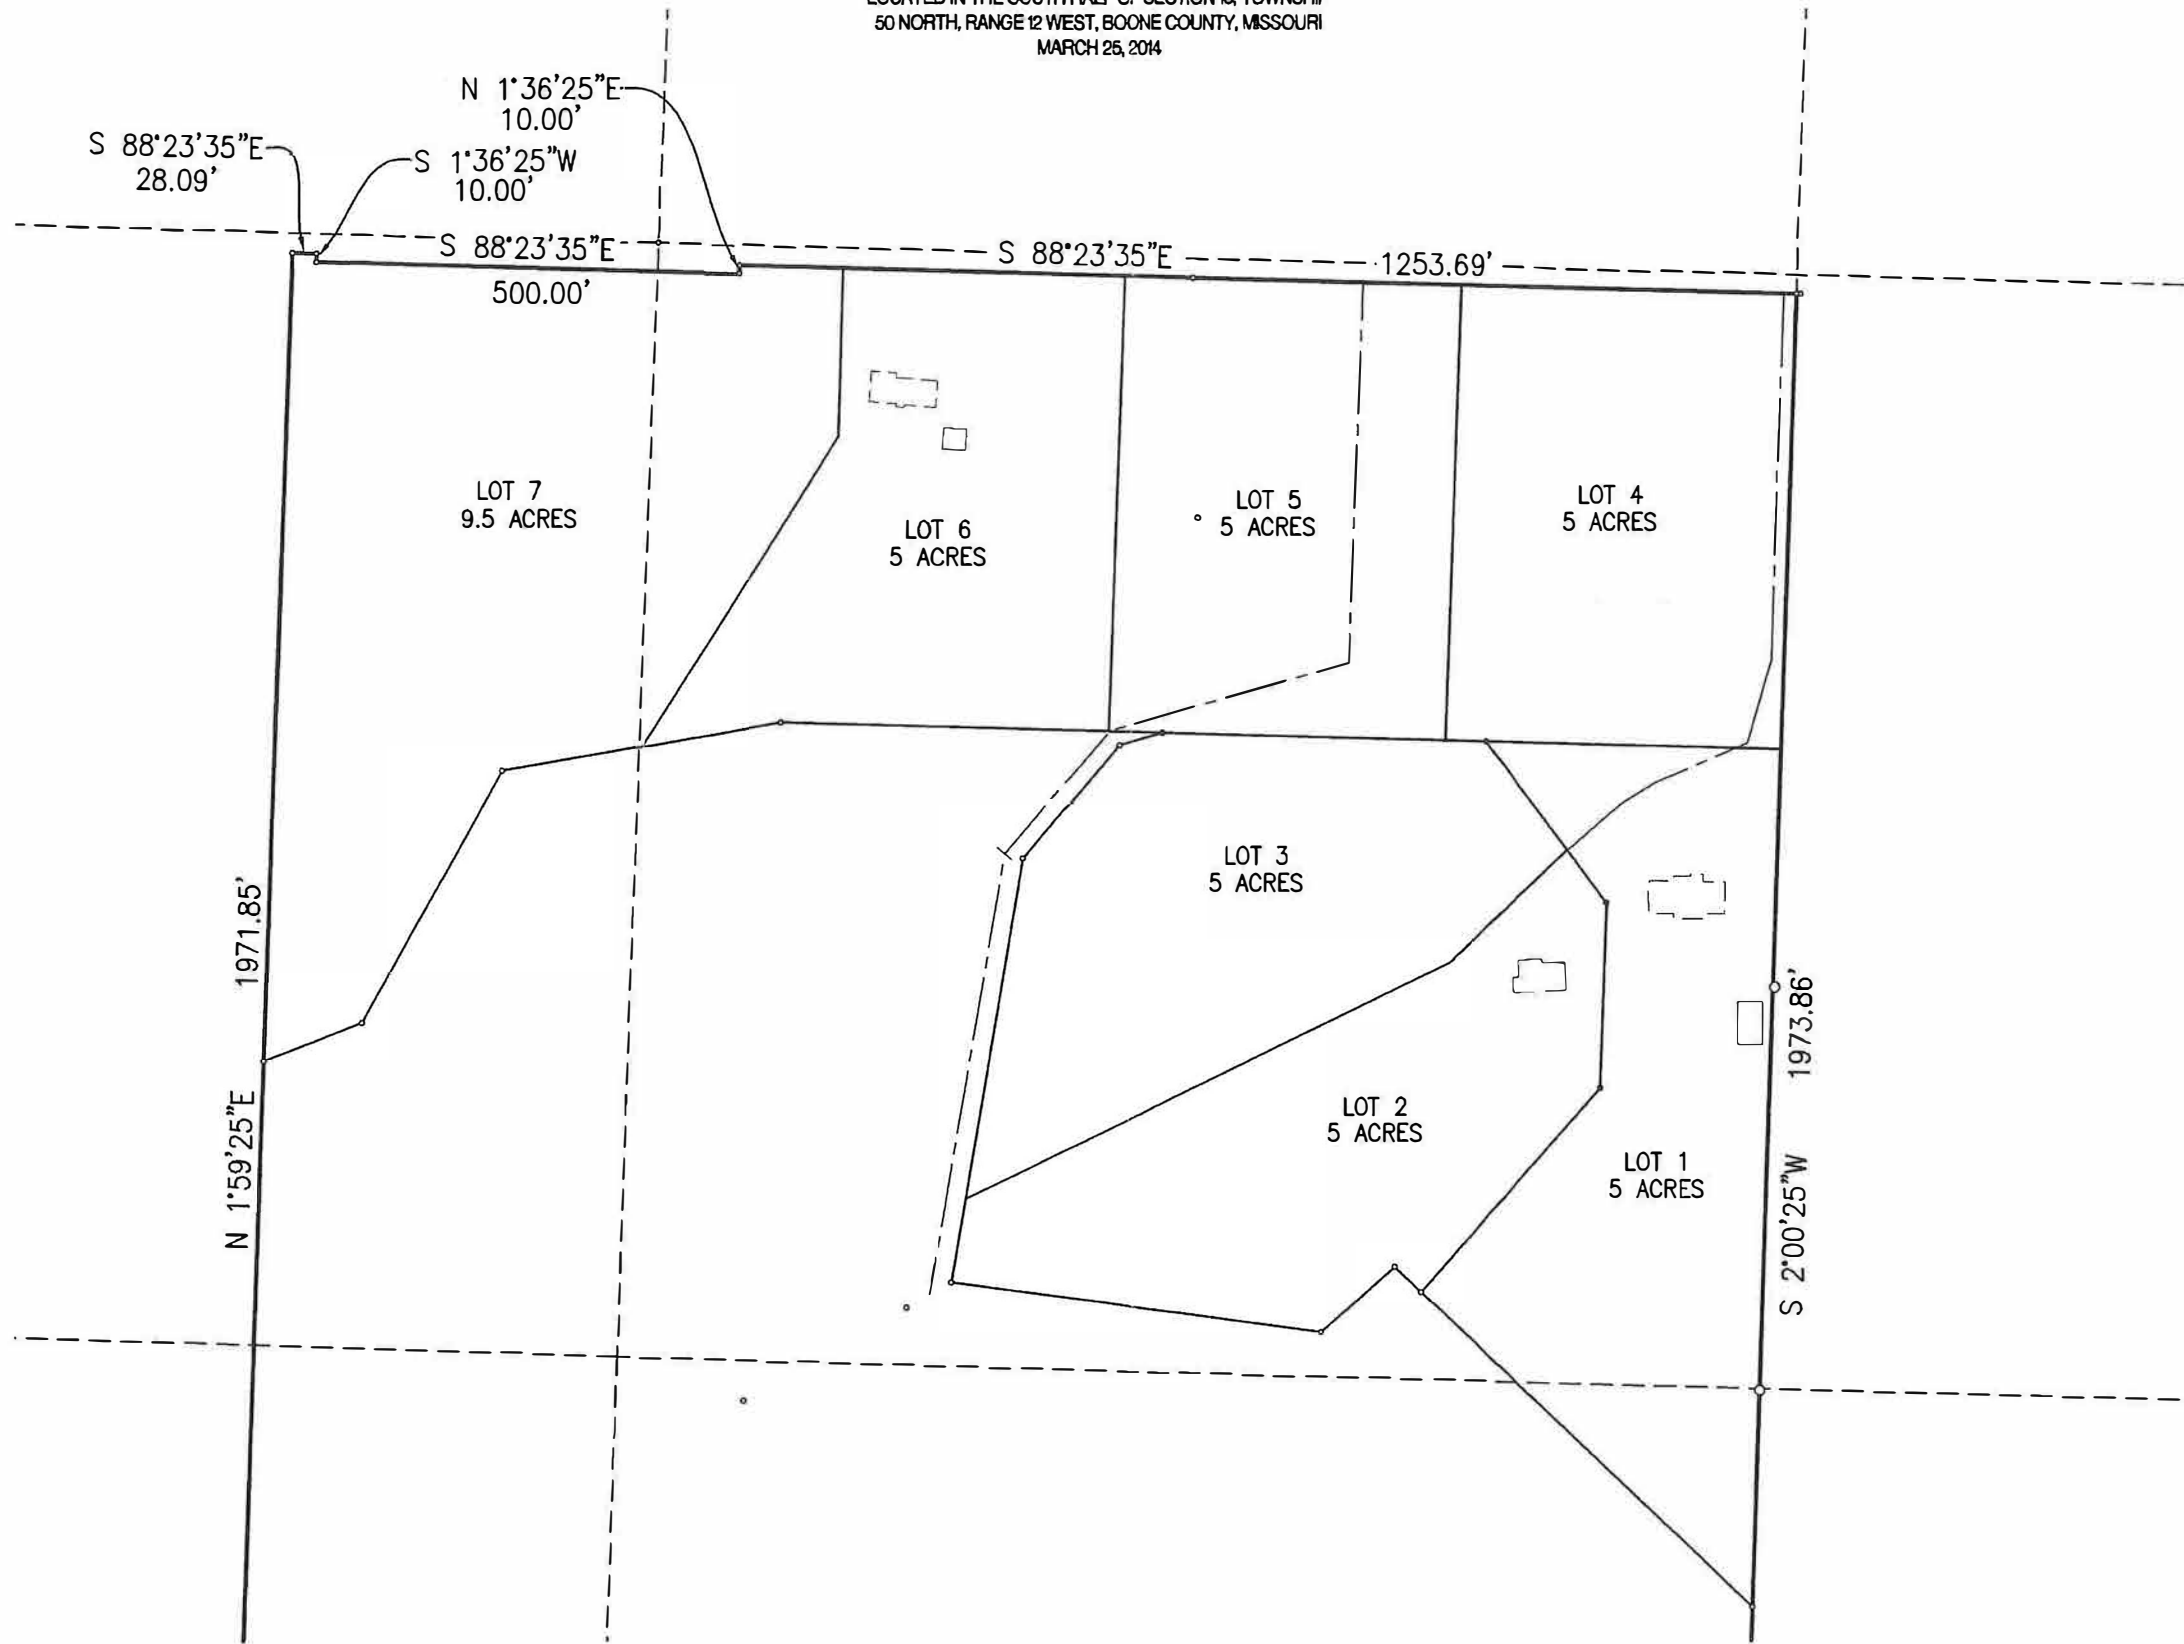 50 NORTH, RANGE 12 WEST, BOONE COUNTY, MISSOURI
MARCH 25, 2014
N 1°36'25"E
10.00'
S 88°23'35"E
28.09'
S 1°36'25"W
10.00'
S 88°23'35"E
500.00'
S 88°23'35"E
1253.69'
LOT 7
9.5 ACRES
LOT 6
5 ACRES
LOT 5
5 ACRES
LOT 4
5 ACRES
LOT 3
5 ACRES
LOT 2
5 ACRES
LOT 1
5 ACRES
N 1°59'25"E 1971.85'
S 2°00'25"W 1973.86'